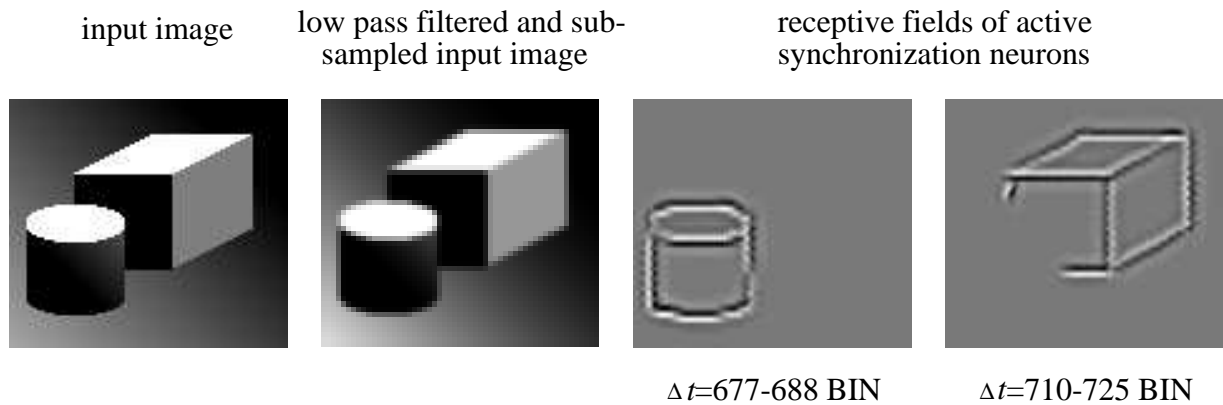 input image
low pass filtered and sub-
sampled input image
receptive fields of active
synchronization neurons
Δt=677-688 BIN
Δt=710-725 BIN